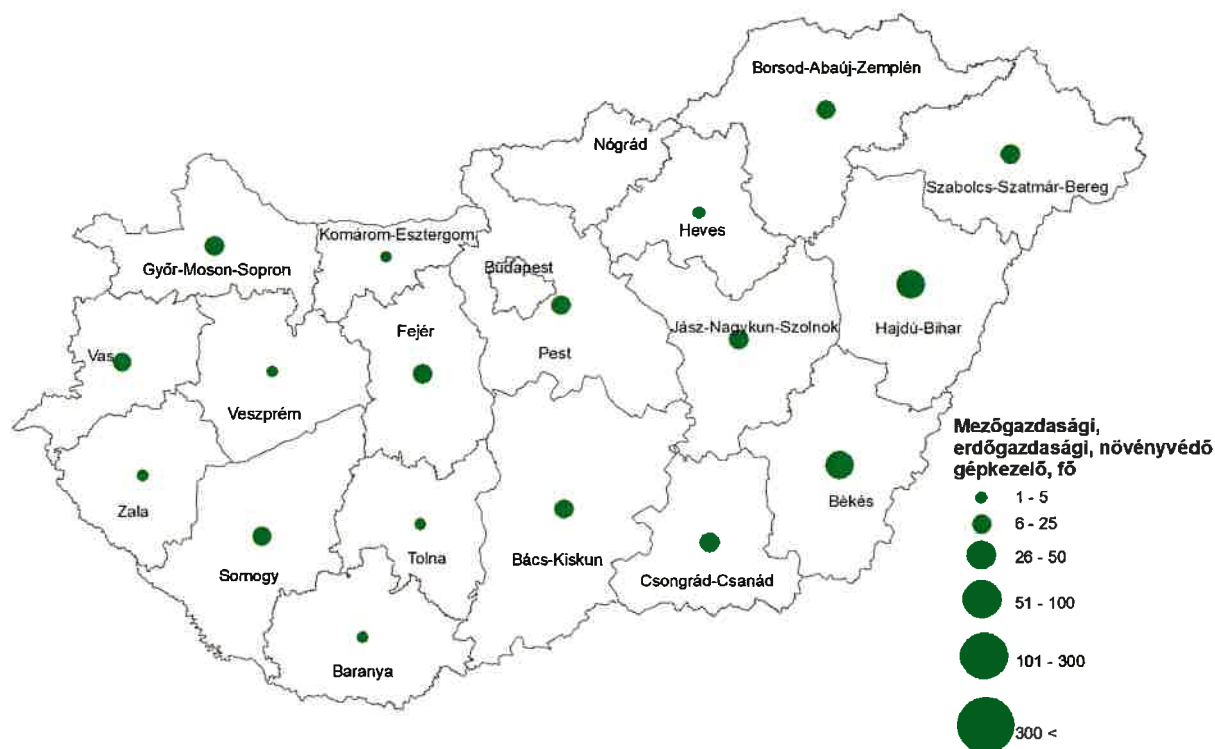 Borsod-Abaúj-Zemplén
Nógrád
Szabolcs-Szatmár-Bereg
Heves
Komárom-Esztergom
Győr-Moson-Sopron
Budapest
Jász-Nagykun-Szolnok
Hajdú-Bihar
Fejér
Pest
Vas
Veszprém
Mezőgazdasági,
erdőgazdasági, növényvédő
gépkezelő, fő
1 - 5
6 - 25
26 - 50
51 - 100
101 - 300
300 <
Békés
Zala
Tolna
Bács-Kiskun
Somogy
Csongrád-Csanád
Baranya